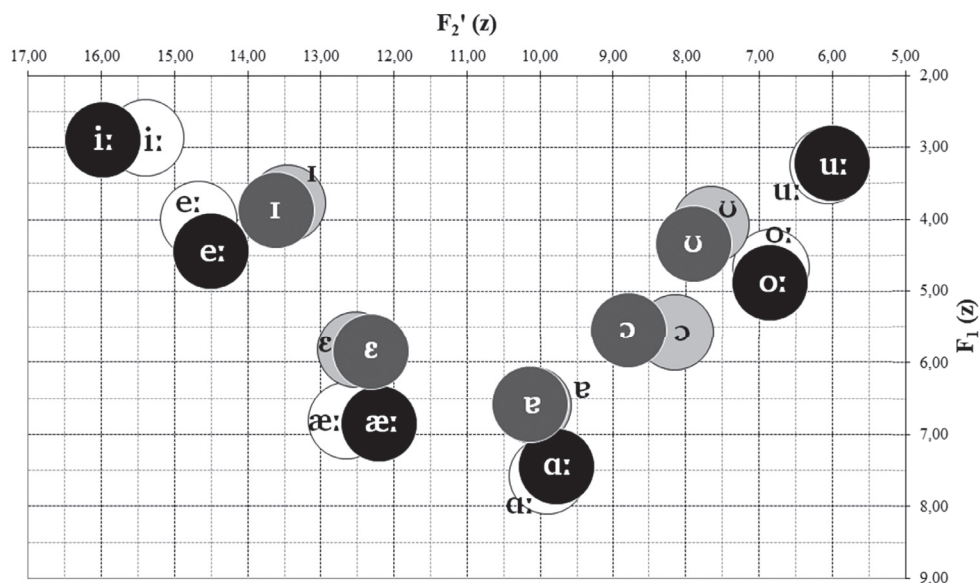 F₂' (z)
17,00 16,00 15,00 14,00 13,00 12,00 11,00 10,00 9,00 8,00 7,00 6,00 5,00
2,00
iː iː
3,00
ɪ uː
uː
eː ɪ
4,00
ʊ
ʊ oː
eː
oː
5,00
ɛ ɛ ɔ ɔ
F₁ (z)
6,00
ɐ ɐ
æː æː
7,00
ɑː
ɑː
8,00
9,00